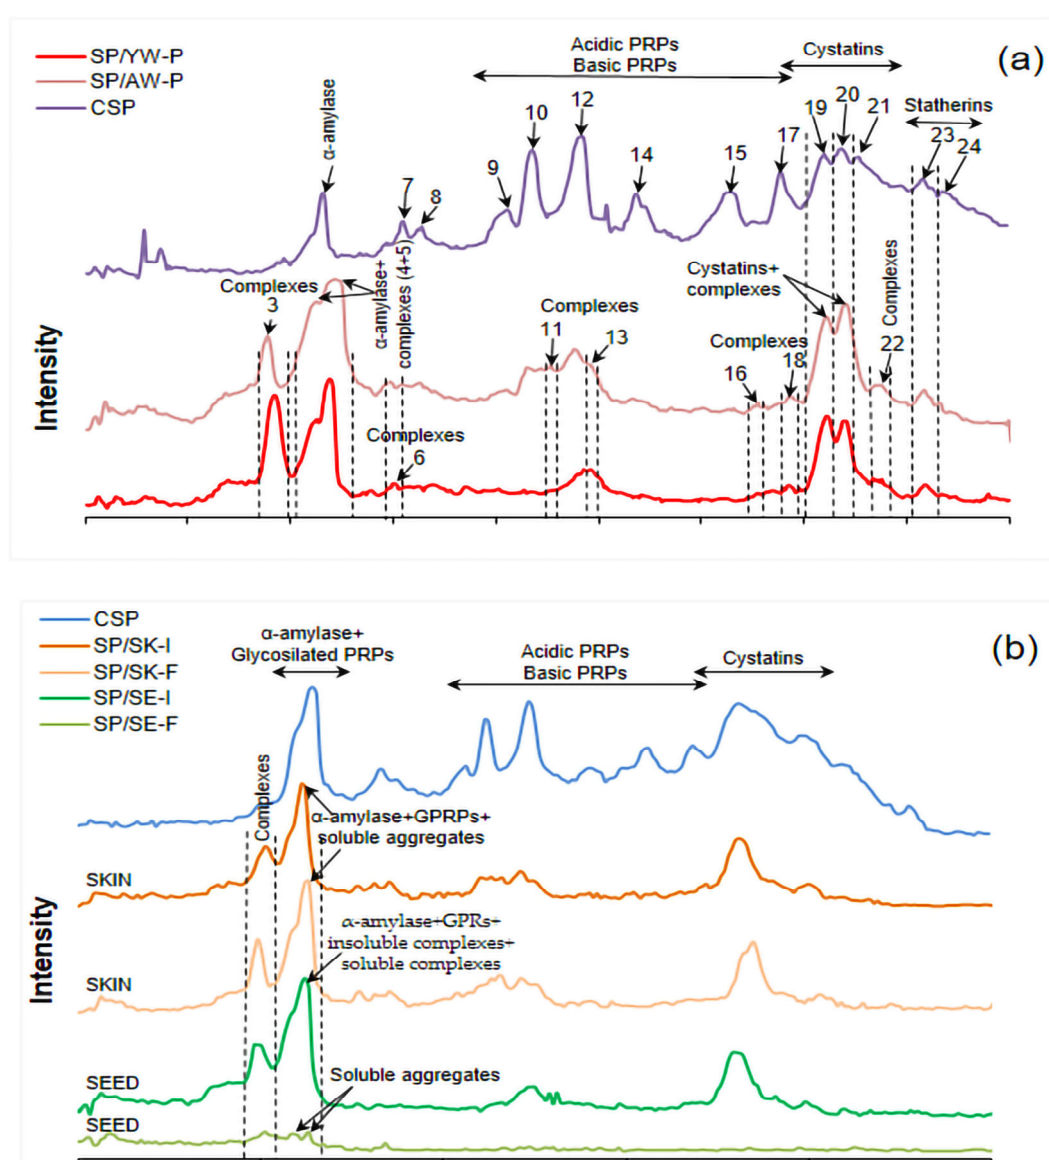 (a)
SP/YW-P
SP/AW-P
CSP
α-amylase
Acidic PRPs
Basic PRPs
Cystatins
Statherins
7
8
9
10
12
14
15
17
19
20
21
23
24
Complexes
3
α-amylase+
complexes (4+5)
Complexes
11
13
Cystatins+
complexes
Complexes
16
18
Complexes
22
Complexes
6
Intensity
(b)
CSP
SP/SK-I
SP/SK-F
SP/SE-I
SP/SE-F
α-amylase+
Glycosilated PRPs
Acidic PRPs
Basic PRPs
Cystatins
Complexes
α-amylase+GPRPs+
soluble aggregates
SKIN
α-amylase+GPRs+
insoluble complexes+
soluble complexes
SKIN
SEED
Soluble aggregates
SEED
Intensity